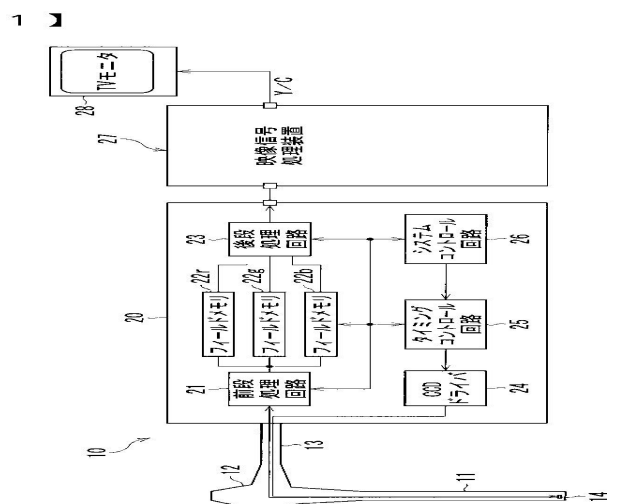 1 】
TVモニタ
28
Y/C
27
映像信号
処理装置
20
23
後段
処理
回路
システム
コントロール
回路
26
22r
22g
22b
フィールドメモリ
フィールドメモリ
フィールドメモリ
タイミング
コントロール
回路
25
21
前段
処理
回路
CCD
ドライバ
24
10
12
13
11
14